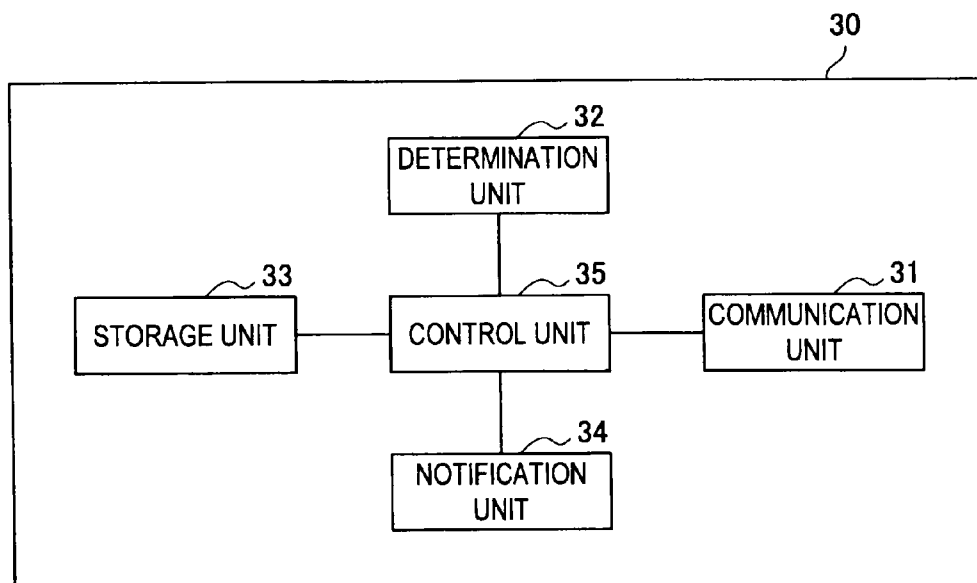 30
32
DETERMINATION
UNIT
33
STORAGE UNIT
35
CONTROL UNIT
31
COMMUNICATION
UNIT
34
NOTIFICATION
UNIT